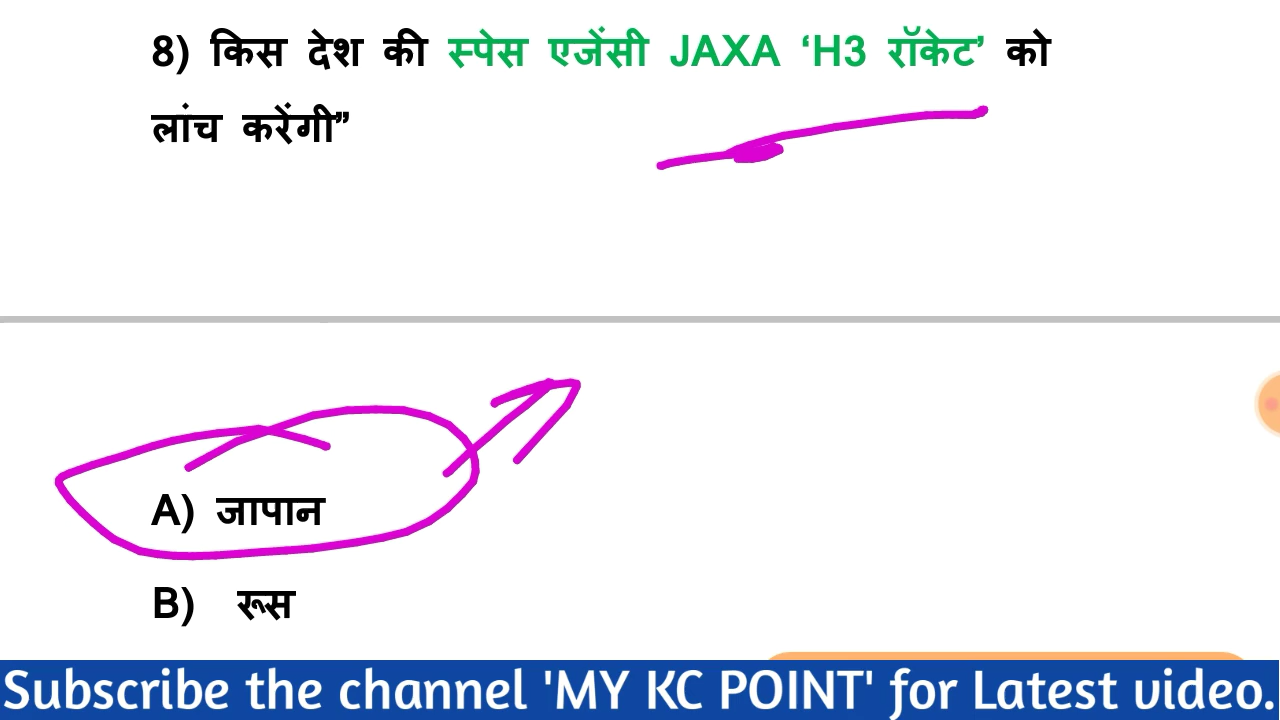 8) किस देश की स्पेस एजेंसी JAXA ‘H3 रॉकेट’ को
लांच करेंगी”
A) जापान
B) रूस
Subscribe the channel 'MY KC POINT' for Latest video.